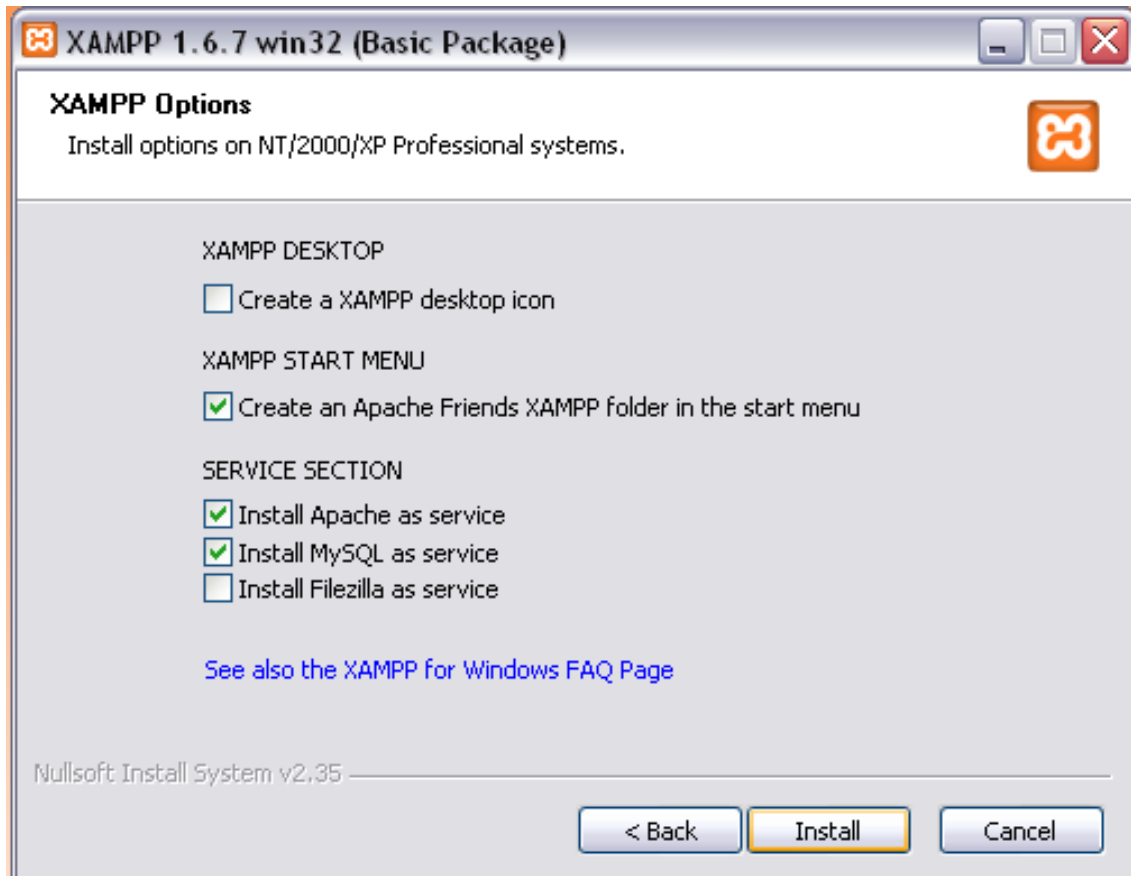 XAMPP 1.6.7 win32 (Basic Package)
XAMPP Options
Install options on NT/2000/XP Professional systems.
XAMPP DESKTOP
Create a XAMPP desktop icon
XAMPP START MENU
Create an Apache Friends XAMPP folder in the start menu
SERVICE SECTION
Install Apache as service
Install MySQL as service
Install Filezilla as service
See also the XAMPP for Windows FAQ Page
Nullsoft Install System v2.35
< Back Install Cancel